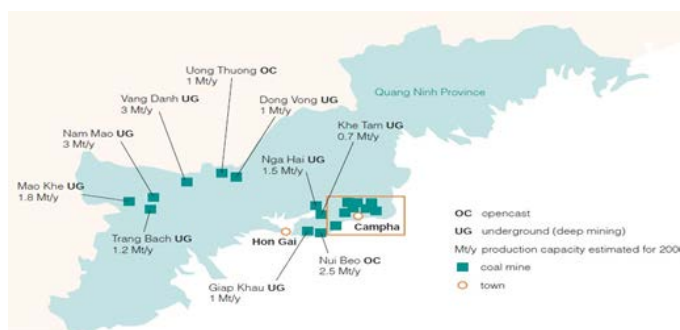 Uong Thuong OC
1 Mt/y
Quang Ninh Province
Vang Danh UG
3 Mt/y
Dong Vong UG
1 Mt/y
Khe Tam UG
0.7 Mt/y
Nam Mao UG
3 Mt/y
Nga Hai UG
1.5 Mt/y
Mao Khe UG
1.8 Mt/y
Campha
Hon Gai
Trang Bach UG
1.2 Mt/y
Nui Beo OC
2.5 Mt/y
Giap Khau UG
1 Mt/y
OC opencast
UG underground (deep mining)
Mt/y production capacity estimated for
coal mine
town